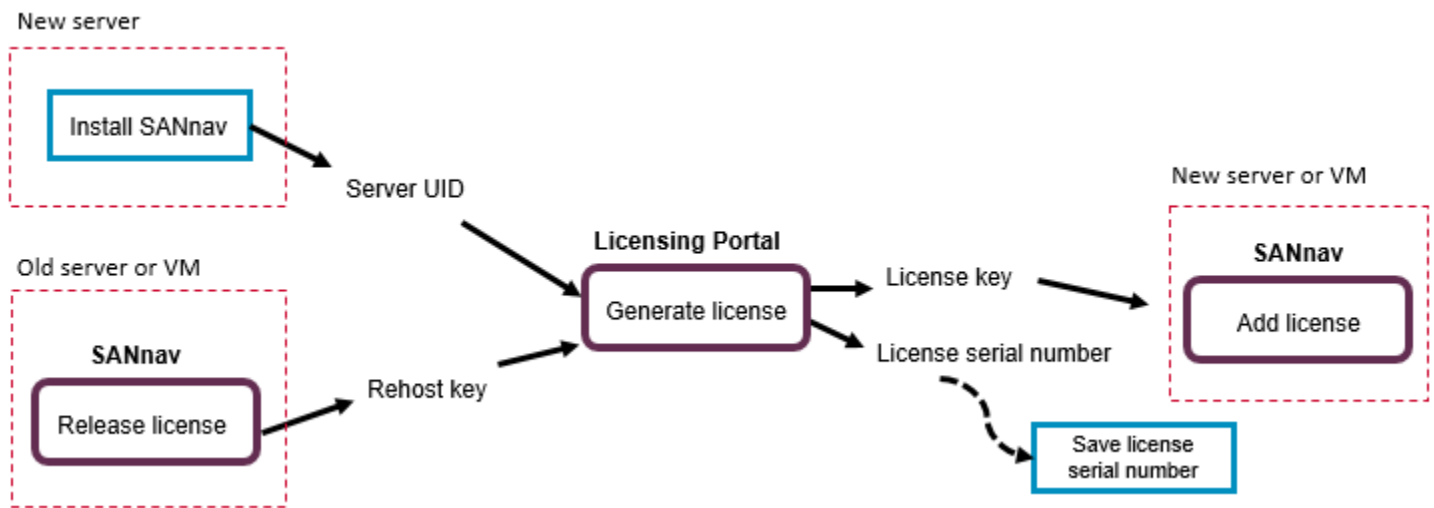 New server
Install SANnav
Server UID
Old server or VM
SANnav
Release license
Rehost key
Licensing Portal
Generate license
License key
License serial number
Save license
serial number
New server or VM
SANnav
Add license